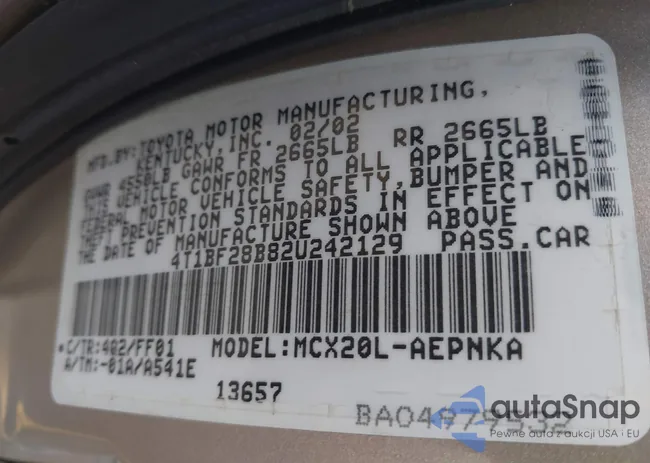 MFD.BY:TOYOTA MOTOR MANUFACTURING,
KENTUCKY,INC. 02/02
GAWR FR 2665LB RR 2665LB
THIS VEHICLE CONFORMS TO ALL APPLICABLE
FEDERAL MOTOR VEHICLE SAFETY,BUMPER AND
THEFT PREVENTION STANDARDS IN EFFECT ON
THE DATE OF MANUFACTURE SHOWN ABOVE
4T1BF28B82U242129 PASS.CAR
C/TR:4Q2/FF01 MODEL:MCX20L-AEPNKA
A/TM:-01A/A541E
13657
BA04979532
autoSnap
Pewne auta z aukcji USA i EU